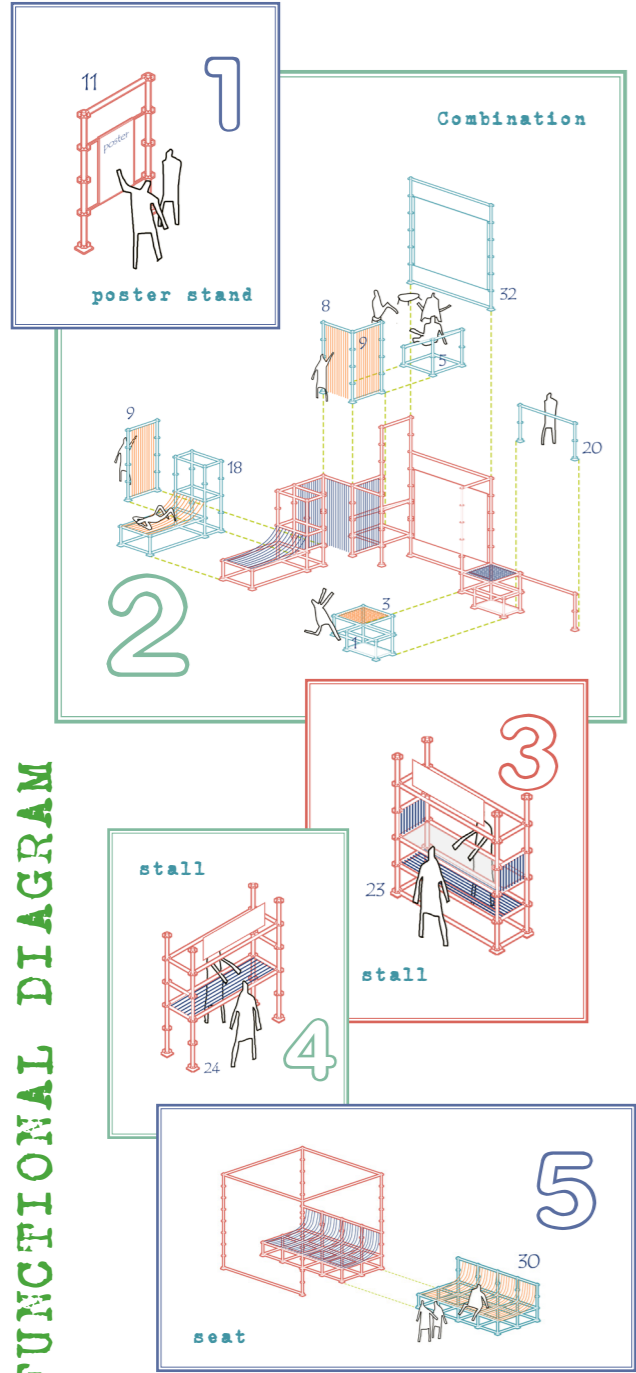 11
1
poster
poster stand
Combination
32
8
9
5
9
18
20
2
3
1
3
23
stall
stall
24
4
5
30
seat
FUNCTIONAL DIAGRAM